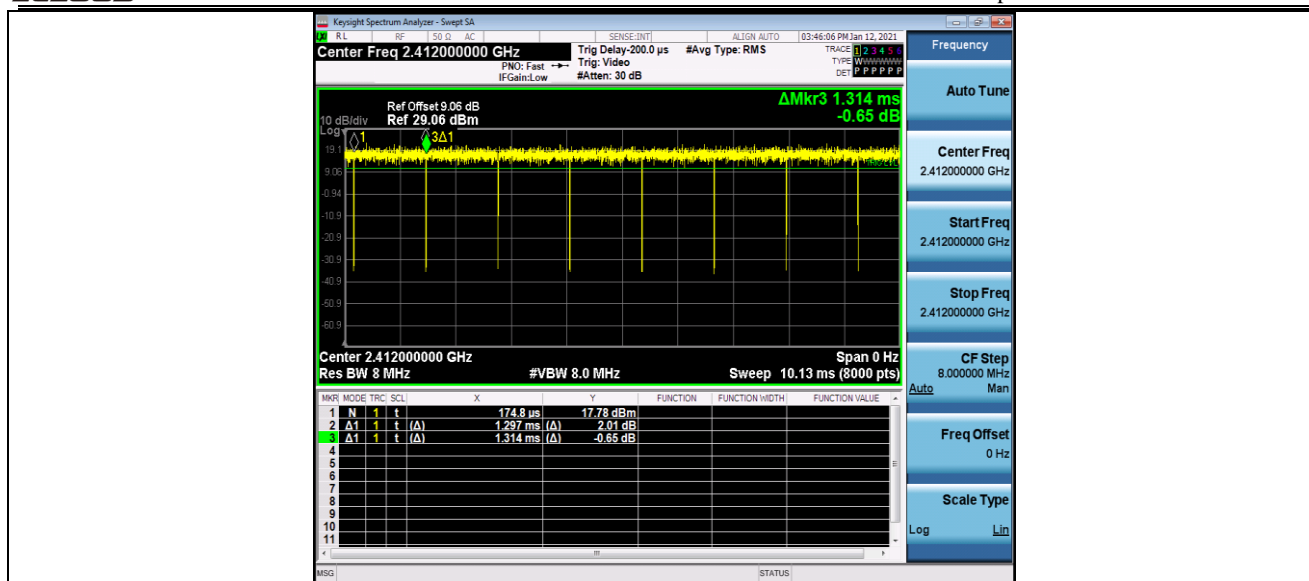 Keysight Spectrum Analyzer - Swept SA
RL RF 50 Ω AC SENSE:INT ALIGN AUTO 03:46:06 PM Jan 12, 2021
Center Freq 2.412000000 GHz
PNO: Fast
IFGain:Low
Trig Delay-200.0 µs
Trig: Video
#Atten: 30 dB
#Avg Type: RMS
TRACE 1 2 3 4 5 6
TYPE WWWWWW
DET P P P P P P
Frequency
Ref Offset 9.06 dB
10 dB/div Ref 29.06 dBm
Log
ΔMkr3 1.314 ms
-0.65 dB
1
3Δ1
19.1
9.06
-0.94
-10.9
-20.9
-30.9
-40.9
-50.9
-60.9
Center 2.412000000 GHz Span 0 Hz
Res BW 8 MHz #VBW 8.0 MHz Sweep 10.13 ms (8000 pts)
MKR MODE TRC SCL X Y FUNCTION FUNCTION WIDTH FUNCTION VALUE
1 N 1 t 174.8 µs 17.78 dBm
2 Δ1 1 t (Δ) 1.297 ms (Δ) 2.01 dB
3 Δ1 1 t (Δ) 1.314 ms (Δ) -0.65 dB
4
5
6
7
8
9
10
11
MSG STATUS
Auto Tune
Center Freq
2.412000000 GHz
Start Freq
2.412000000 GHz
Stop Freq
2.412000000 GHz
CF Step
8.000000 MHz
Auto Man
Freq Offset
0 Hz
Scale Type
Log Lin